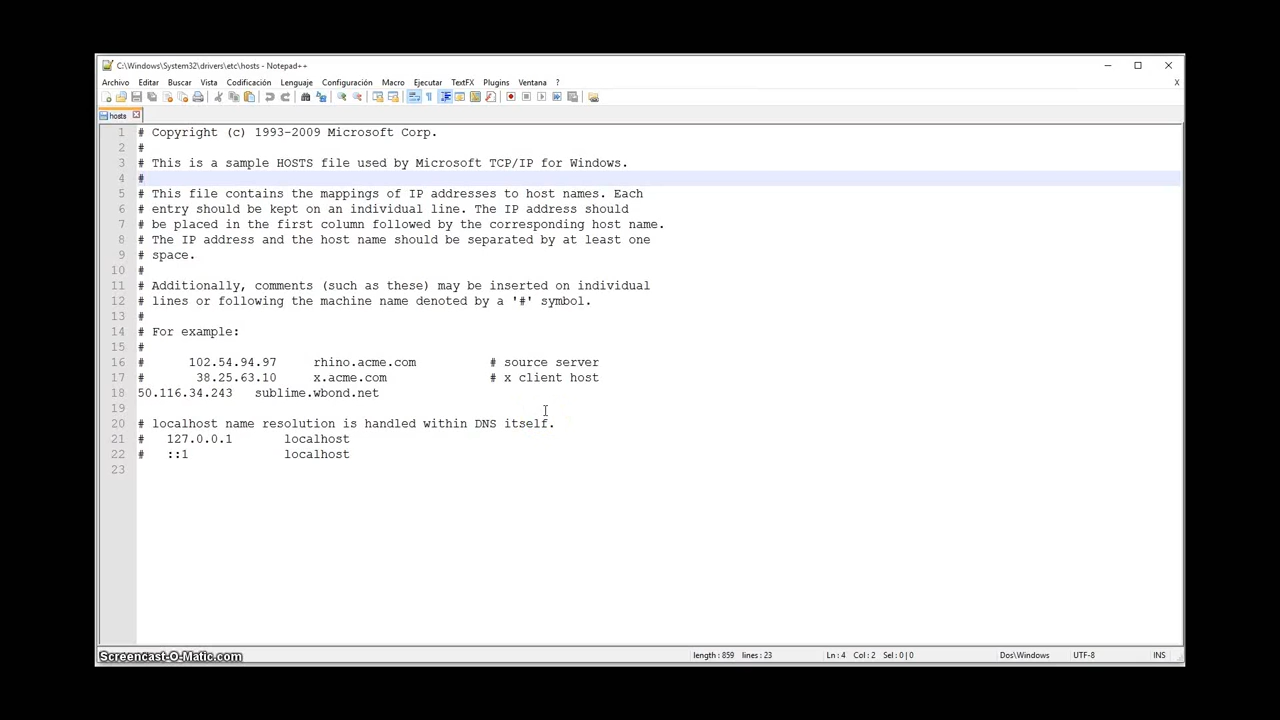 C:\Windows\System32\drivers\etc\hosts - Notepad++
Archivo Editar Buscar Vista Codificación Lenguaje Configuración Macro Ejecutar TextFX Plugins Ventana ? X
hosts
1 # Copyright (c) 1993-2009 Microsoft Corp.
2 #
3 # This is a sample HOSTS file used by Microsoft TCP/IP for Windows.
4 #
5 # This file contains the mappings of IP addresses to host names. Each
6 # entry should be kept on an individual line. The IP address should
7 # be placed in the first column followed by the corresponding host name.
8 # The IP address and the host name should be separated by at least one
9 # space.
10 #
11 # Additionally, comments (such as these) may be inserted on individual
12 # lines or following the machine name denoted by a '#' symbol.
13 #
14 # For example:
15 #
16 # 102.54.94.97 rhino.acme.com # source server
17 # 38.25.63.10 x.acme.com # x client host
18 50.116.34.243 sublime.wbond.net
19
20 # localhost name resolution is handled within DNS itself.
21 # 127.0.0.1 localhost
22 # ::1 localhost
23
Screencast-O-Matic.com length : 859 lines : 23 Ln : 4 Col : 2 Sel : 0 | 0 Dos\Windows UTF-8 INS